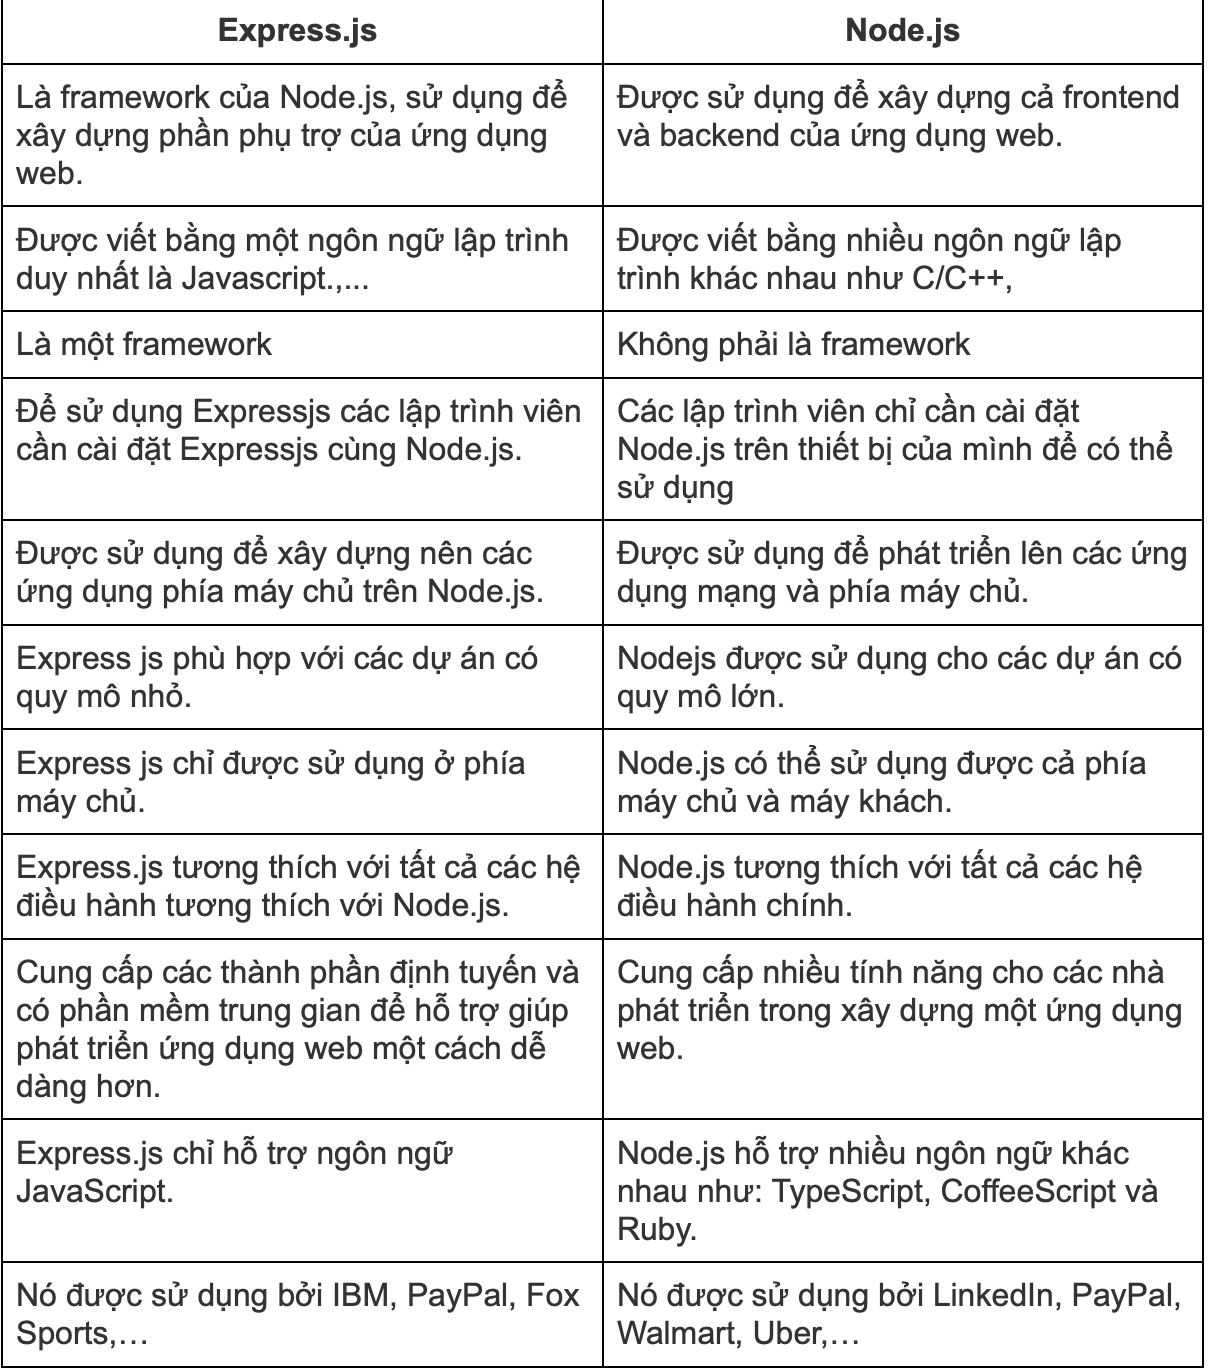 Express.js
Node.js
Là framework của Node.js, sử dụng để
xây dựng phần phụ trợ của ứng dụng
web.
Được sử dụng để xây dựng cả frontend
và backend của ứng dụng web.
Được viết bằng một ngôn ngữ lập trình
duy nhất là Javascript.,...
Được viết bằng nhiều ngôn ngữ lập
trình khác nhau như C/C++,
Là một framework
Không phải là framework
Để sử dụng Expressjs các lập trình viên
cần cài đặt Expressjs cùng Node.js.
Các lập trình viên chỉ cần cài đặt
Node.js trên thiết bị của mình để có thể
sử dụng
Được sử dụng để xây dựng nên các
ứng dụng phía máy chủ trên Node.js.
Được sử dụng để phát triển lên các ứng
dụng mạng và phía máy chủ.
Express js phù hợp với các dự án có
quy mô nhỏ.
Nodejs được sử dụng cho các dự án có
quy mô lớn.
Express js chỉ được sử dụng ở phía
máy chủ.
Node.js có thể sử dụng được cả phía
máy chủ và máy khách.
Express.js tương thích với tất cả các hệ
điều hành tương thích với Node.js.
Node.js tương thích với tất cả các hệ
điều hành chính.
Cung cấp các thành phần định tuyến và
có phần mềm trung gian để hỗ trợ giúp
phát triển ứng dụng web một cách dễ
dàng hơn.
Cung cấp nhiều tính năng cho các nhà
phát triển trong xây dựng một ứng dụng
web.
Express.js chỉ hỗ trợ ngôn ngữ
JavaScript.
Node.js hỗ trợ nhiều ngôn ngữ khác
nhau như: TypeScript, CoffeeScript và
Ruby.
Nó được sử dụng bởi IBM, PayPal, Fox
Sports,…
Nó được sử dụng bởi LinkedIn, PayPal,
Walmart, Uber,…